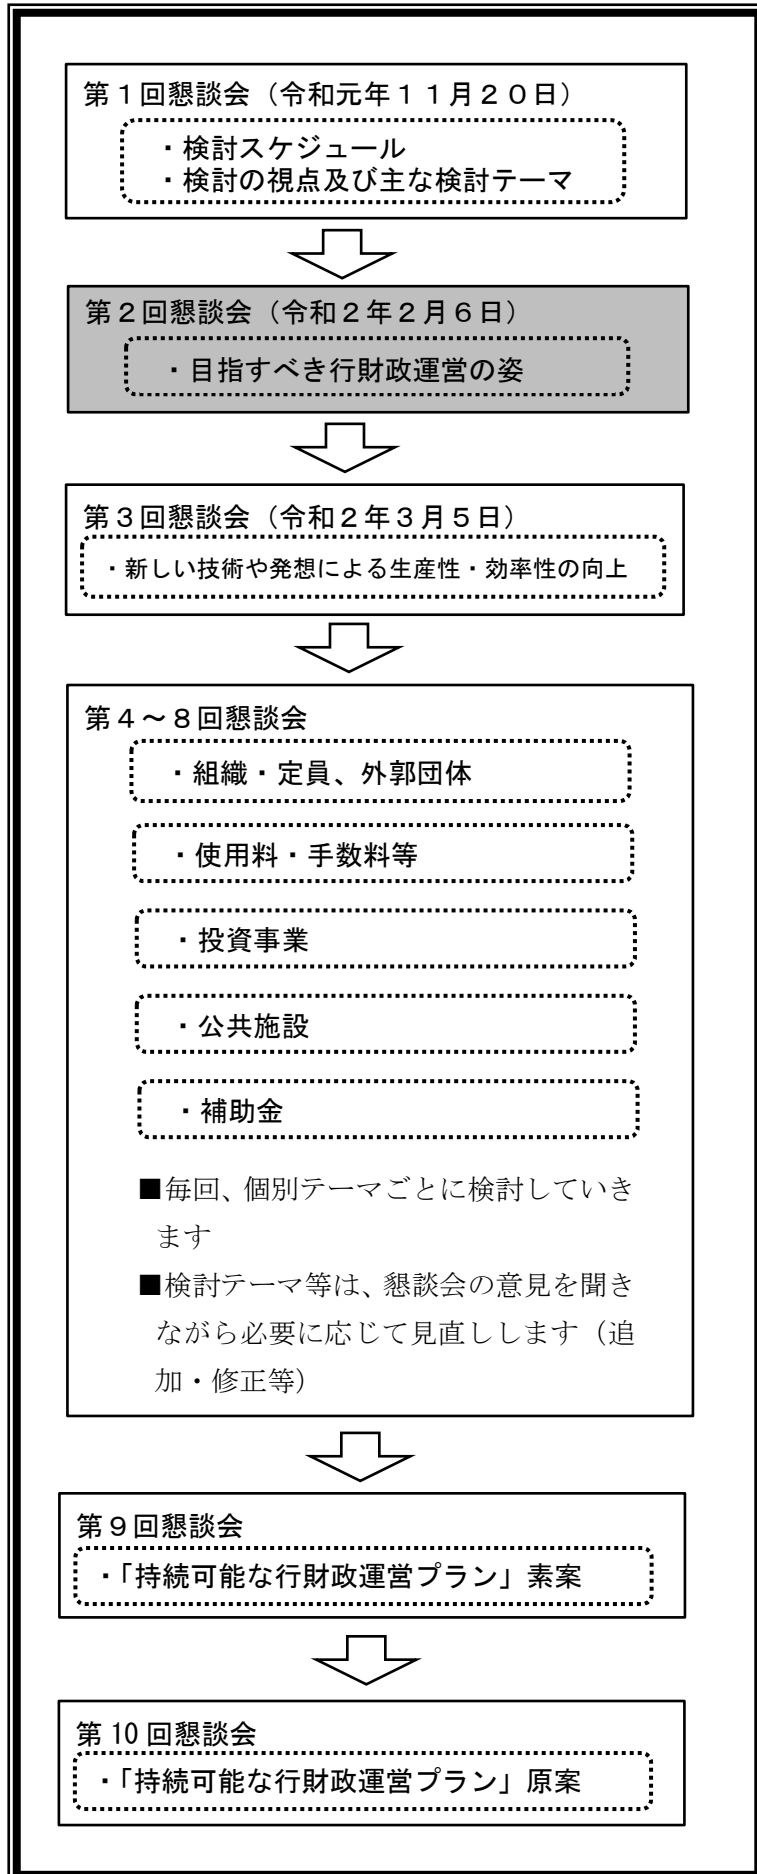 第１回懇談会（令和元年１１月２０日）
・検討スケジュール
・検討の視点及び主な検討テーマ
第２回懇談会（令和２年２月６日）
・目指すべき行財政運営の姿
第３回懇談会（令和２年３月５日）
・新しい技術や発想による生産性・効率性の向上
第４～８回懇談会
・組織・定員、外郭団体
・使用料・手数料等
・投資事業
・公共施設
・補助金
■毎回、個別テーマごとに検討していき
ます
■検討テーマ等は、懇談会の意見を聞き
ながら必要に応じて見直しします（追
加・修正等）
第９回懇談会
・「持続可能な行財政運営プラン」素案
第 10 回懇談会
・「持続可能な行財政運営プラン」原案